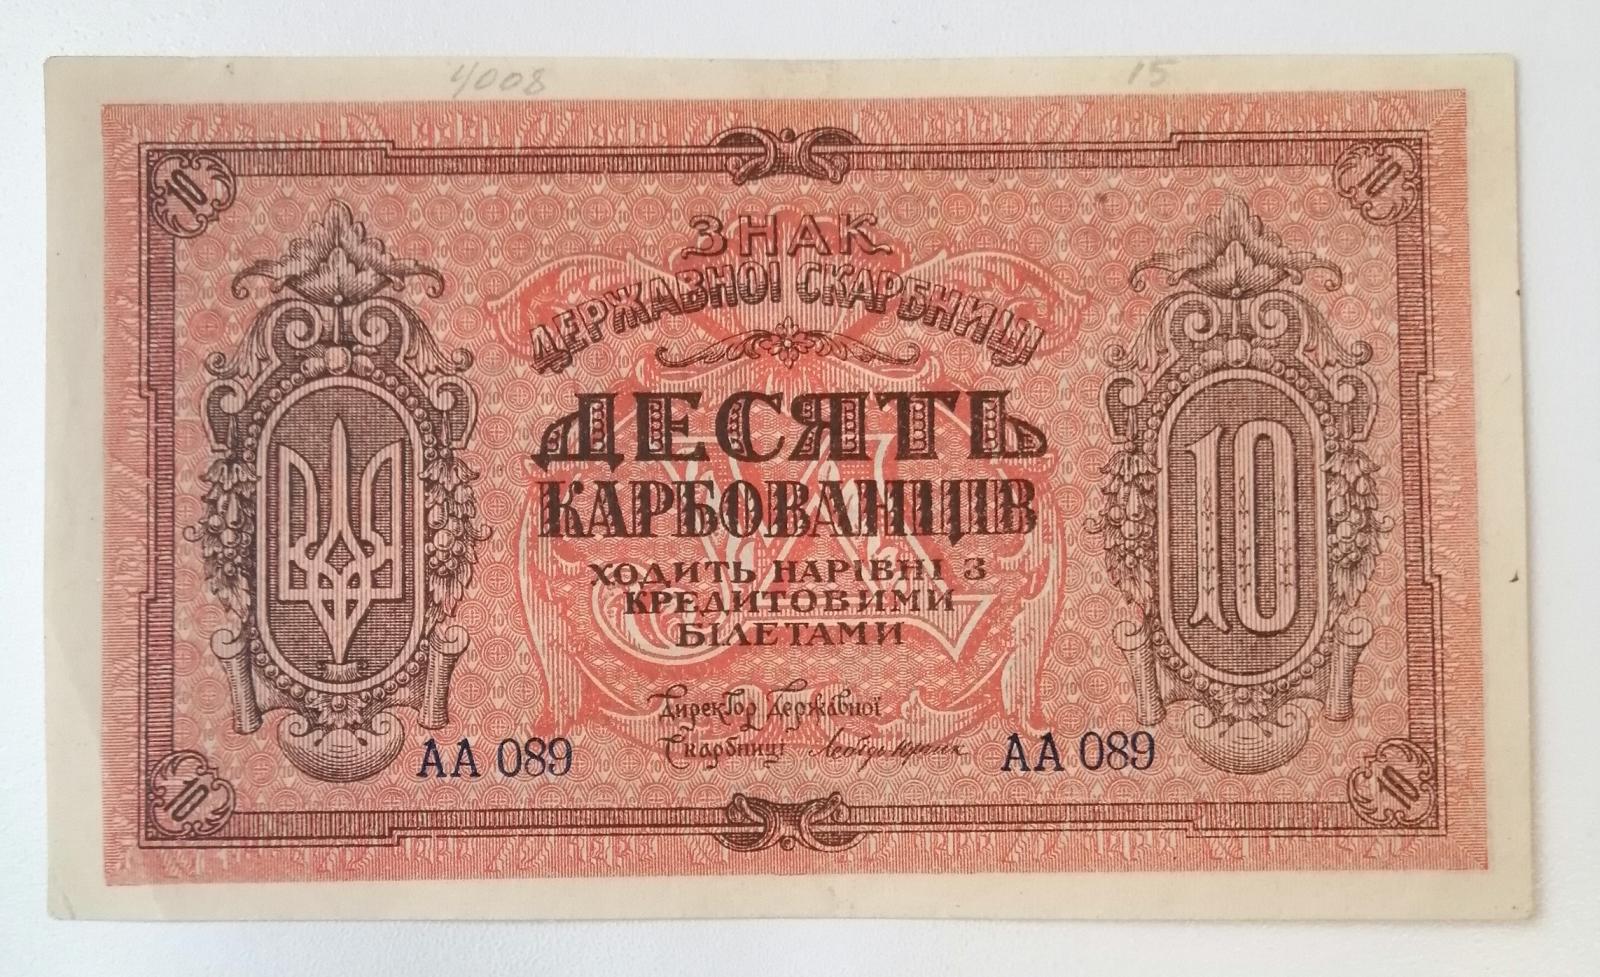 4008 15
10 10
ЗНАК
ДЕРЖАВНОЇ СКАРБНИЦІ
ДЕСЯТЬ
КАРБОВАНЦІВ
10
ХОДИТЬ НАРІВНІ З
КРЕДИТОВИМИ
БІЛЕТАМИ
Директор Державної
Скарбниці
АА 089 АА 089
10 10